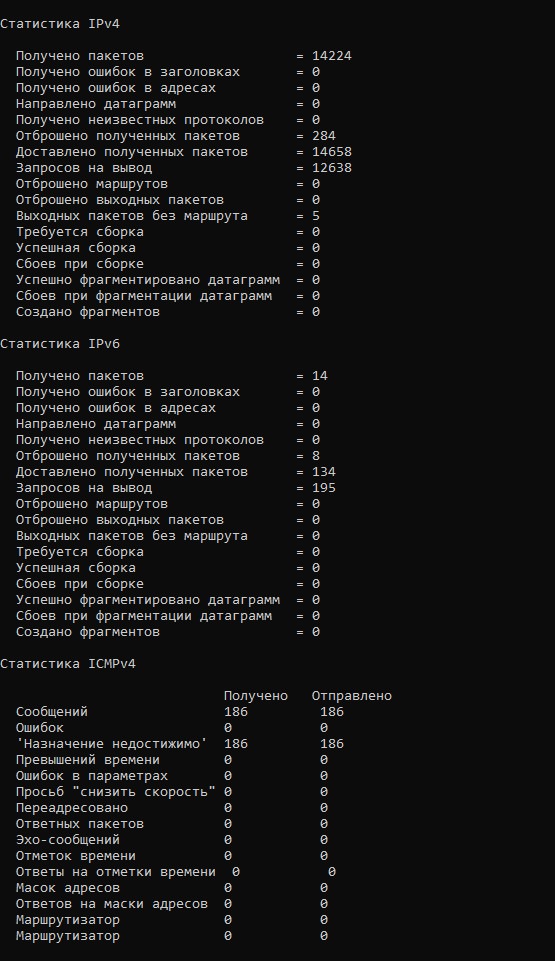 Статистика IPv4
Получено пакетов = 14224
Получено ошибок в заголовках = 0
Получено ошибок в адресах = 0
Направлено датаграмм = 0
Получено неизвестных протоколов = 0
Отброшено полученных пакетов = 284
Доставлено полученных пакетов = 14658
Запросов на вывод = 12638
Отброшено маршрутов = 0
Отброшено выходных пакетов = 0
Выходных пакетов без маршрута = 5
Требуется сборка = 0
Успешная сборка = 0
Сбоев при сборке = 0
Успешно фрагментировано датаграмм = 0
Сбоев при фрагментации датаграмм = 0
Создано фрагментов = 0
Статистика IPv6
Получено пакетов = 14
Получено ошибок в заголовках = 0
Получено ошибок в адресах = 0
Направлено датаграмм = 0
Получено неизвестных протоколов = 0
Отброшено полученных пакетов = 8
Доставлено полученных пакетов = 134
Запросов на вывод = 195
Отброшено маршрутов = 0
Отброшено выходных пакетов = 0
Выходных пакетов без маршрута = 0
Требуется сборка = 0
Успешная сборка = 0
Сбоев при сборке = 0
Успешно фрагментировано датаграмм = 0
Сбоев при фрагментации датаграмм = 0
Создано фрагментов = 0
Статистика ICMPv4
Получено Отправлено
Сообщений 186 186
Ошибок 0 0
'Назначение недостижимо' 186 186
Превышений времени 0 0
Ошибок в параметрах 0 0
Просьб "снизить скорость" 0 0
Переадресовано 0 0
Ответных пакетов 0 0
Эхо-сообщений 0 0
Отметок времени 0 0
Ответы на отметки времени 0 0
Масок адресов 0 0
Ответов на маски адресов 0 0
Маршрутизатор 0 0
Маршрутизатор 0 0